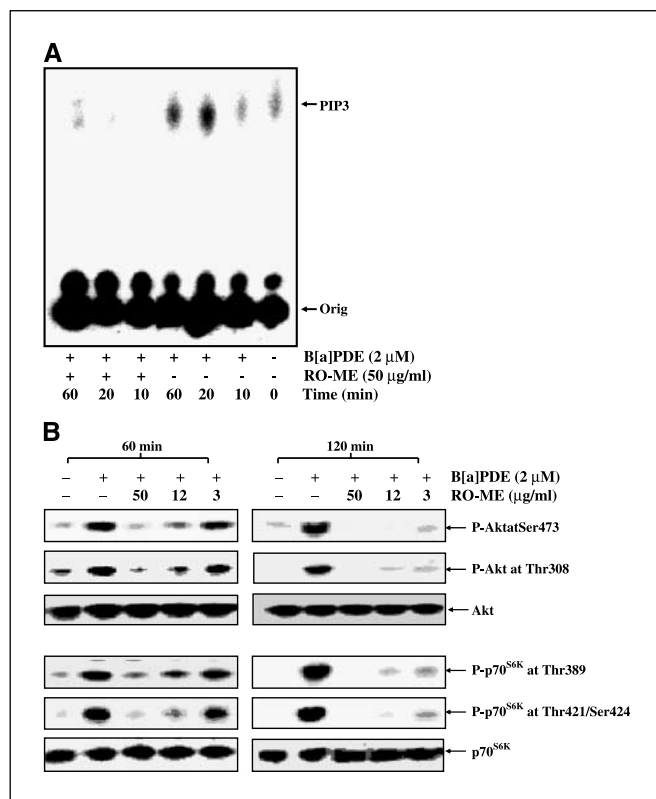 A
PIP3
Orig
+ + + + + + - B[a]PDE (2 μM)
+ + + - - - - RO-ME (50 μg/ml)
60 20 10 60 20 10 0 Time (min)
B
60 min 120 min
– + + + + – + + + + B[a]PDE (2 μM)
– – 50 12 3 – – 50 12 3 RO-ME (μg/ml)
P-AktatSer473
P-Akt at Thr308
Akt
P-p70S6K at Thr389
P-p70S6K at Thr421/Ser424
p70S6K